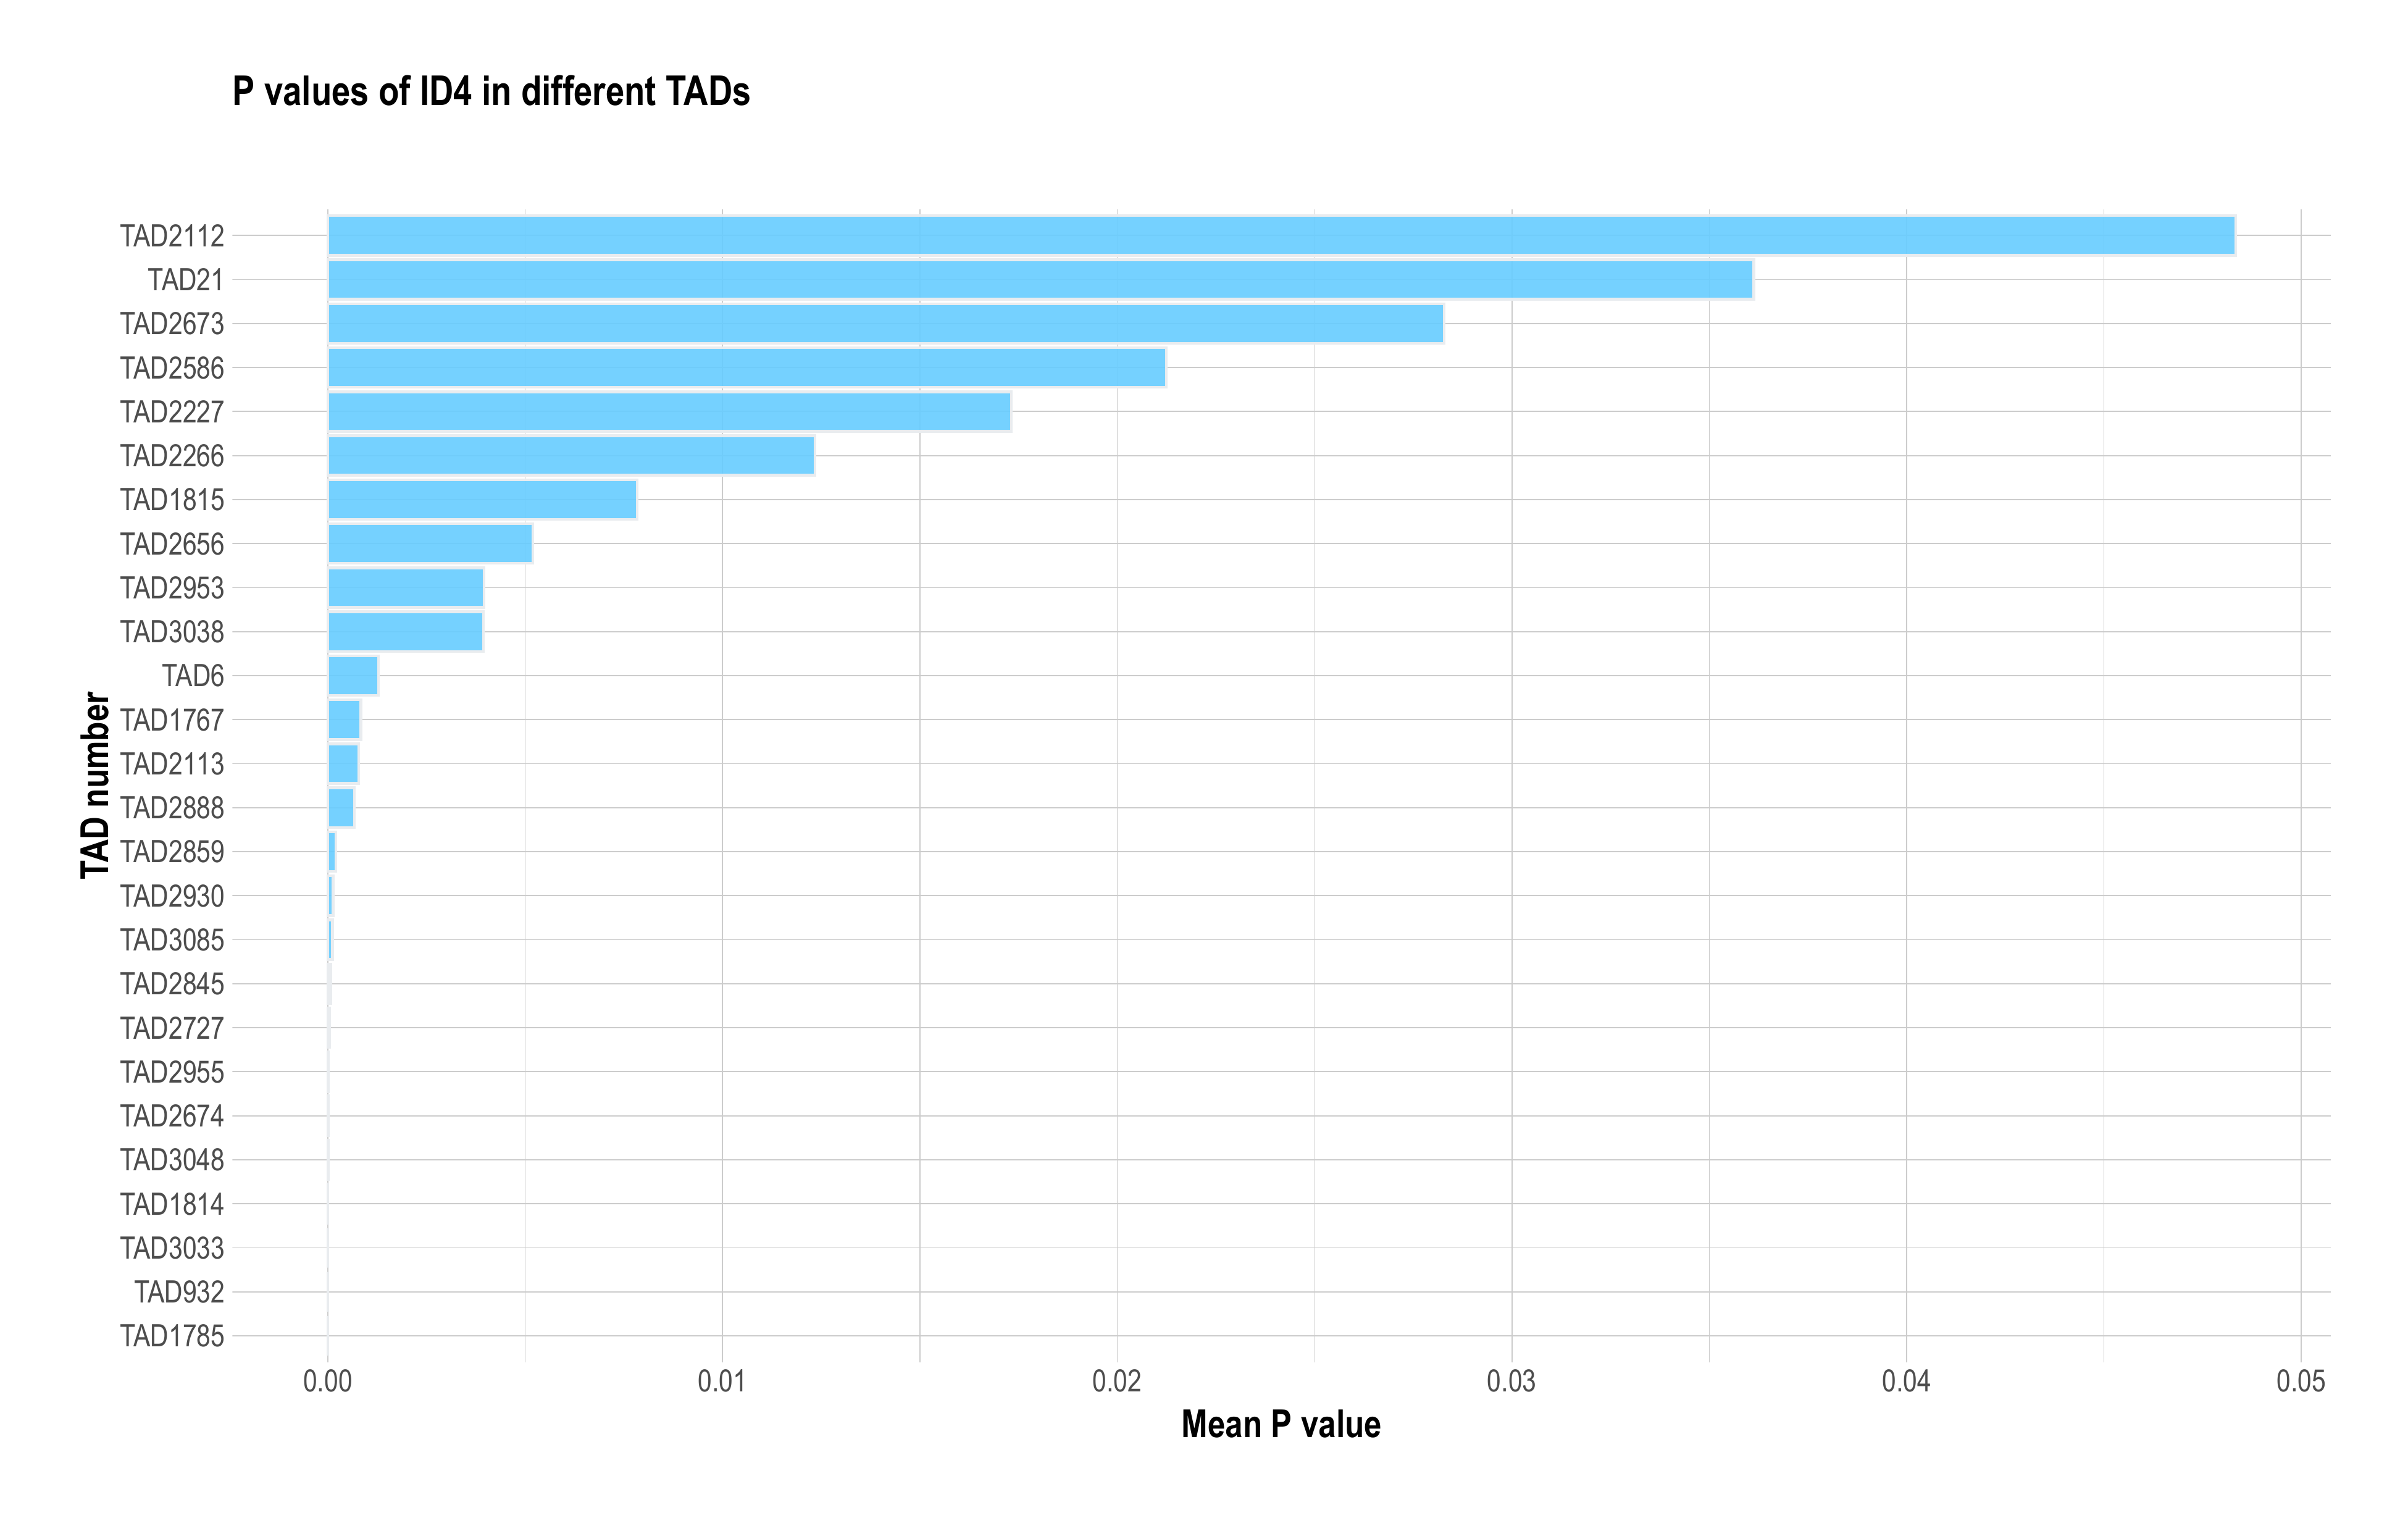 P values of ID4 in different TADs
TAD number
TAD2112
TAD21
TAD2673
TAD2586
TAD2227
TAD2266
TAD1815
TAD2656
TAD2953
TAD3038
TAD6
TAD1767
TAD2113
TAD2888
TAD2859
TAD2930
TAD3085
TAD2845
TAD2727
TAD2955
TAD2674
TAD3048
TAD1814
TAD3033
TAD932
TAD1785
0.00 0.01 0.02 0.03 0.04 0.05
Mean P value